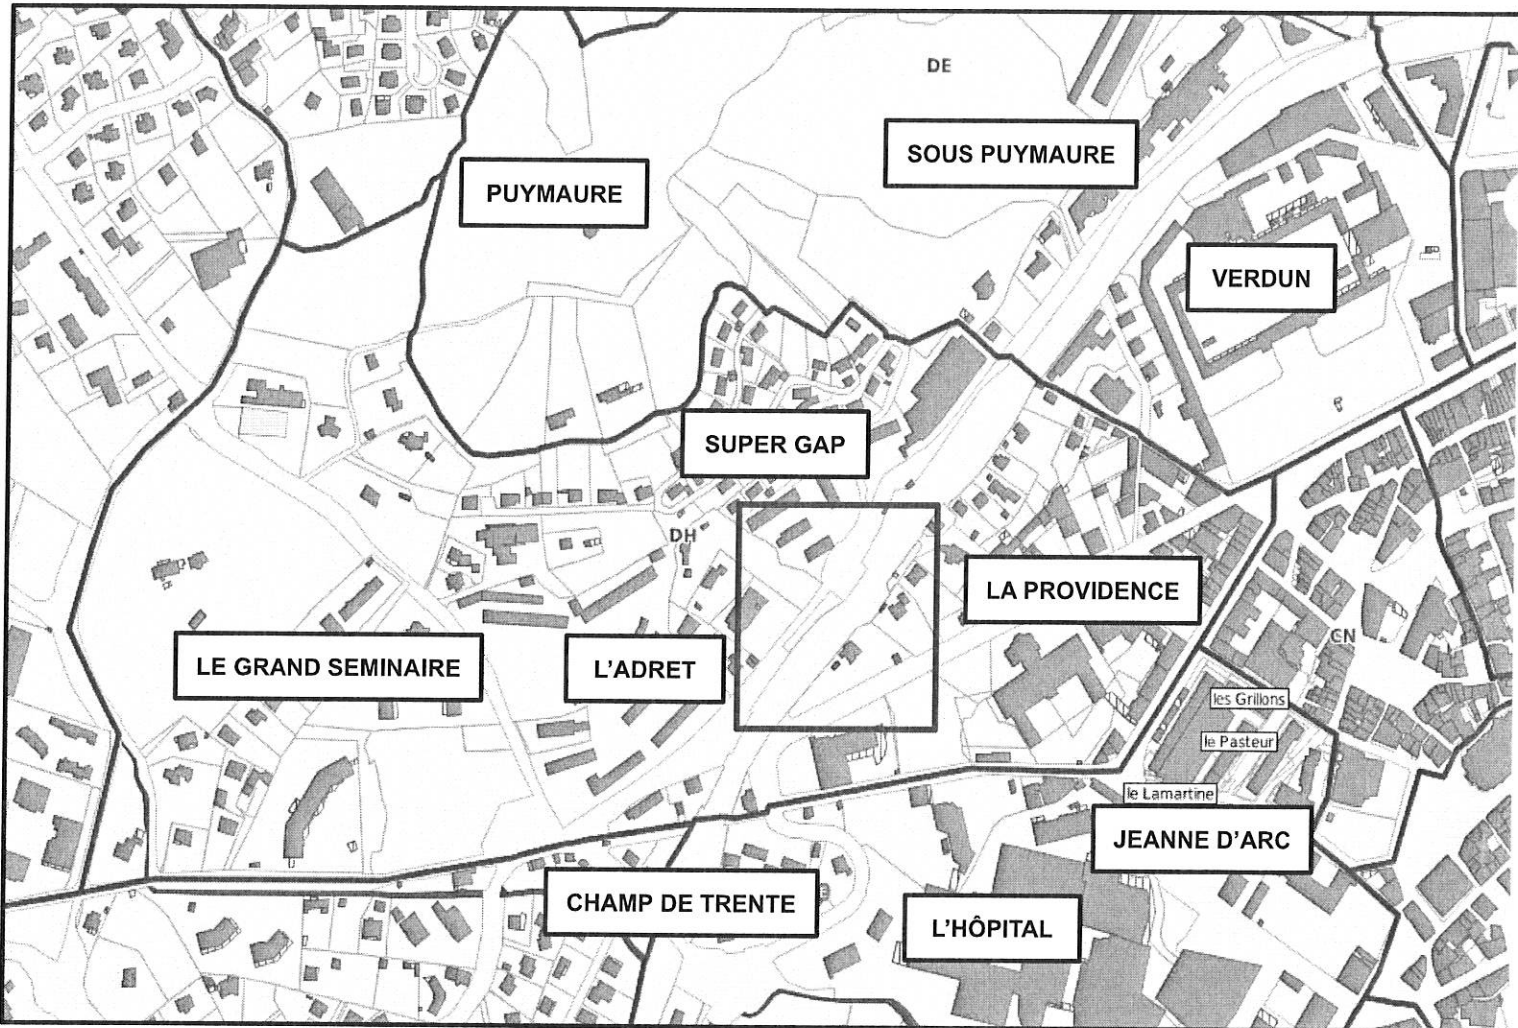 DE
SOUS PUYMAURE
PUYMAURE
VERDUN
SUPER GAP
DH
LA PROVIDENCE
CN
LE GRAND SEMINAIRE
L'ADRET
les Grillons
le Pasteur
le Lamartine
JEANNE D'ARC
CHAMP DE TRENTE
L'HÔPITAL